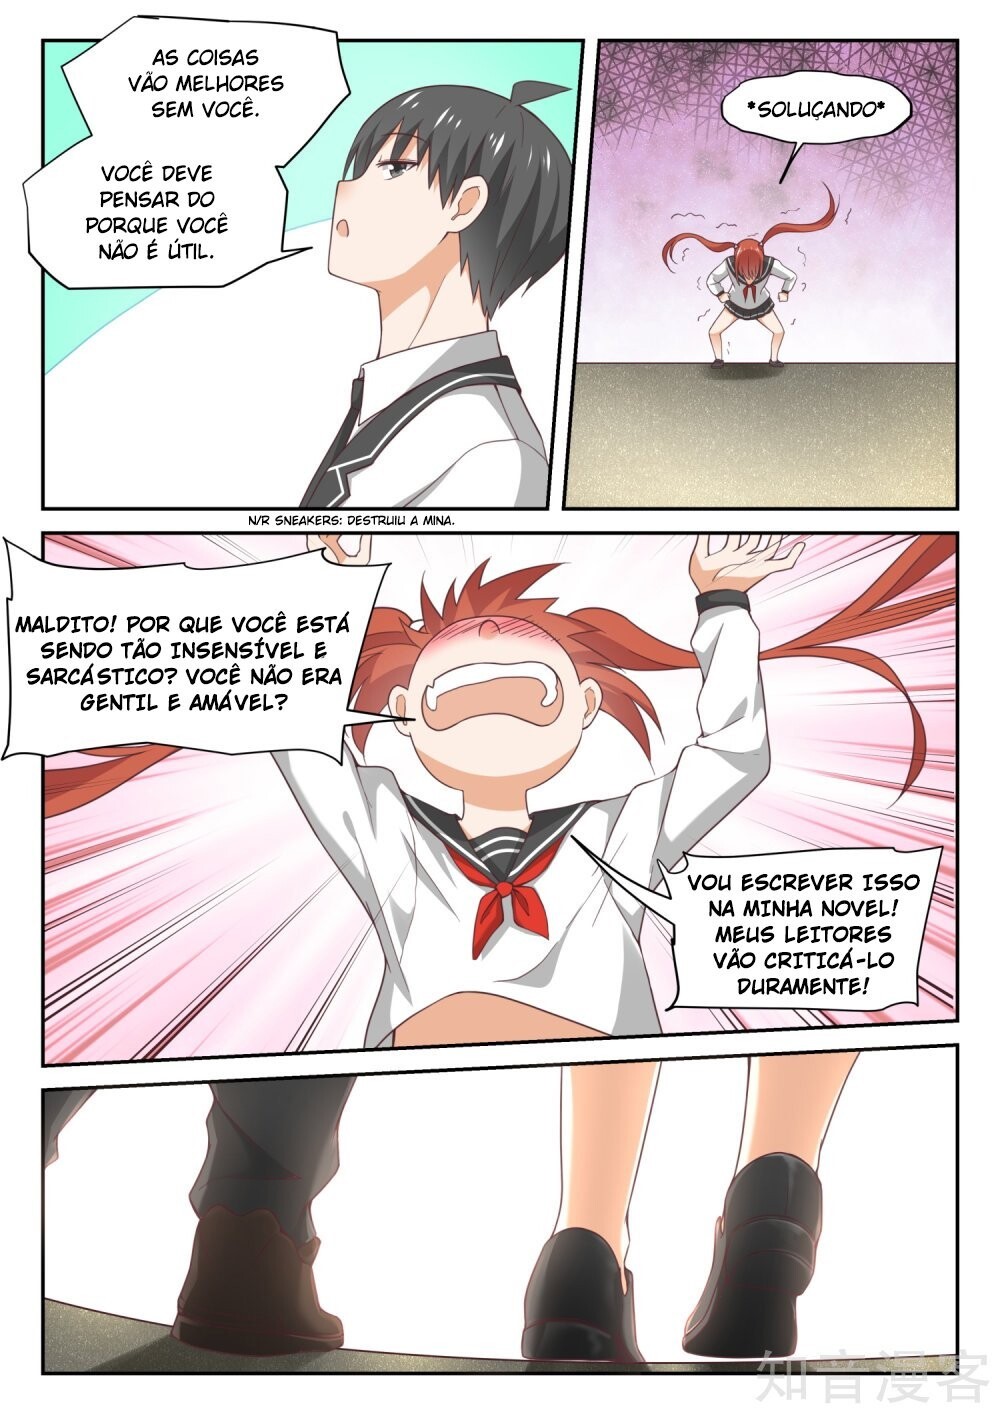 AS COISAS
VÃO MELHORES
SEM VOCÊ.
VOCÊ DEVE
PENSAR DO
PORQUE VOCÊ
NÃO É ÚTIL.
*SOLUÇANDO*
N/R SNEAKERS: DESTRUIU A MINA.
MALDITO! POR QUE VOCÊ ESTÁ
SENDO TÃO INSENSÍVEL E
SARCÁSTICO? VOCÊ NÃO ERA
GENTIL E AMÁVEL?
VOU ESCREVER ISSO
NA MINHA NOVEL!
MEUS LEITORES
VÃO CRITICÁ-LO
DURAMENTE!
知音漫客